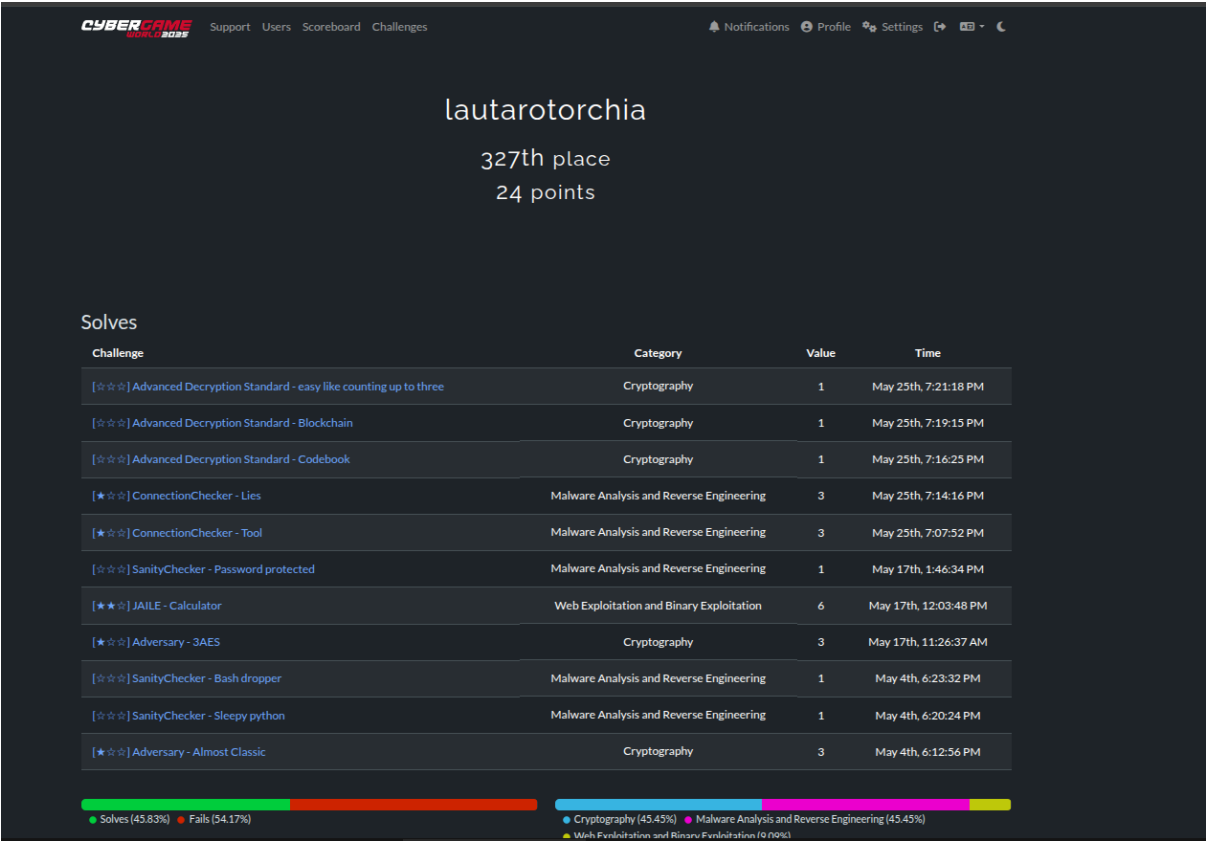 CYBERGAME WORLD2025 Support Users Scoreboard Challenges Notifications Profile Settings
lautarotorchia
327th place
24 points
Solves
Challenge Category Value Time
[☆☆☆] Advanced Decryption Standard - easy like counting up to three Cryptography 1 May 25th, 7:21:18 PM
[☆☆☆] Advanced Decryption Standard - Blockchain Cryptography 1 May 25th, 7:19:15 PM
[☆☆☆] Advanced Decryption Standard - Codebook Cryptography 1 May 25th, 7:16:25 PM
[★☆☆] ConnectionChecker - Lies Malware Analysis and Reverse Engineering 3 May 25th, 7:14:16 PM
[★☆☆] ConnectionChecker - Tool Malware Analysis and Reverse Engineering 3 May 25th, 7:07:52 PM
[☆☆☆] SanityChecker - Password protected Malware Analysis and Reverse Engineering 1 May 17th, 1:46:34 PM
[★★☆] JAILE - Calculator Web Exploitation and Binary Exploitation 6 May 17th, 12:03:48 PM
[★☆☆] Adversary - 3AES Cryptography 3 May 17th, 11:26:37 AM
[☆☆☆] SanityChecker - Bash dropper Malware Analysis and Reverse Engineering 1 May 4th, 6:23:32 PM
[☆☆☆] SanityChecker - Sleepy python Malware Analysis and Reverse Engineering 1 May 4th, 6:20:24 PM
[★☆☆] Adversary - Almost Classic Cryptography 3 May 4th, 6:12:56 PM
Solves (45.83%) Fails (54.17%) Cryptography (45.45%) Malware Analysis and Reverse Engineering (45.45%)
Web Exploitation and Binary Exploitation (9.09%)